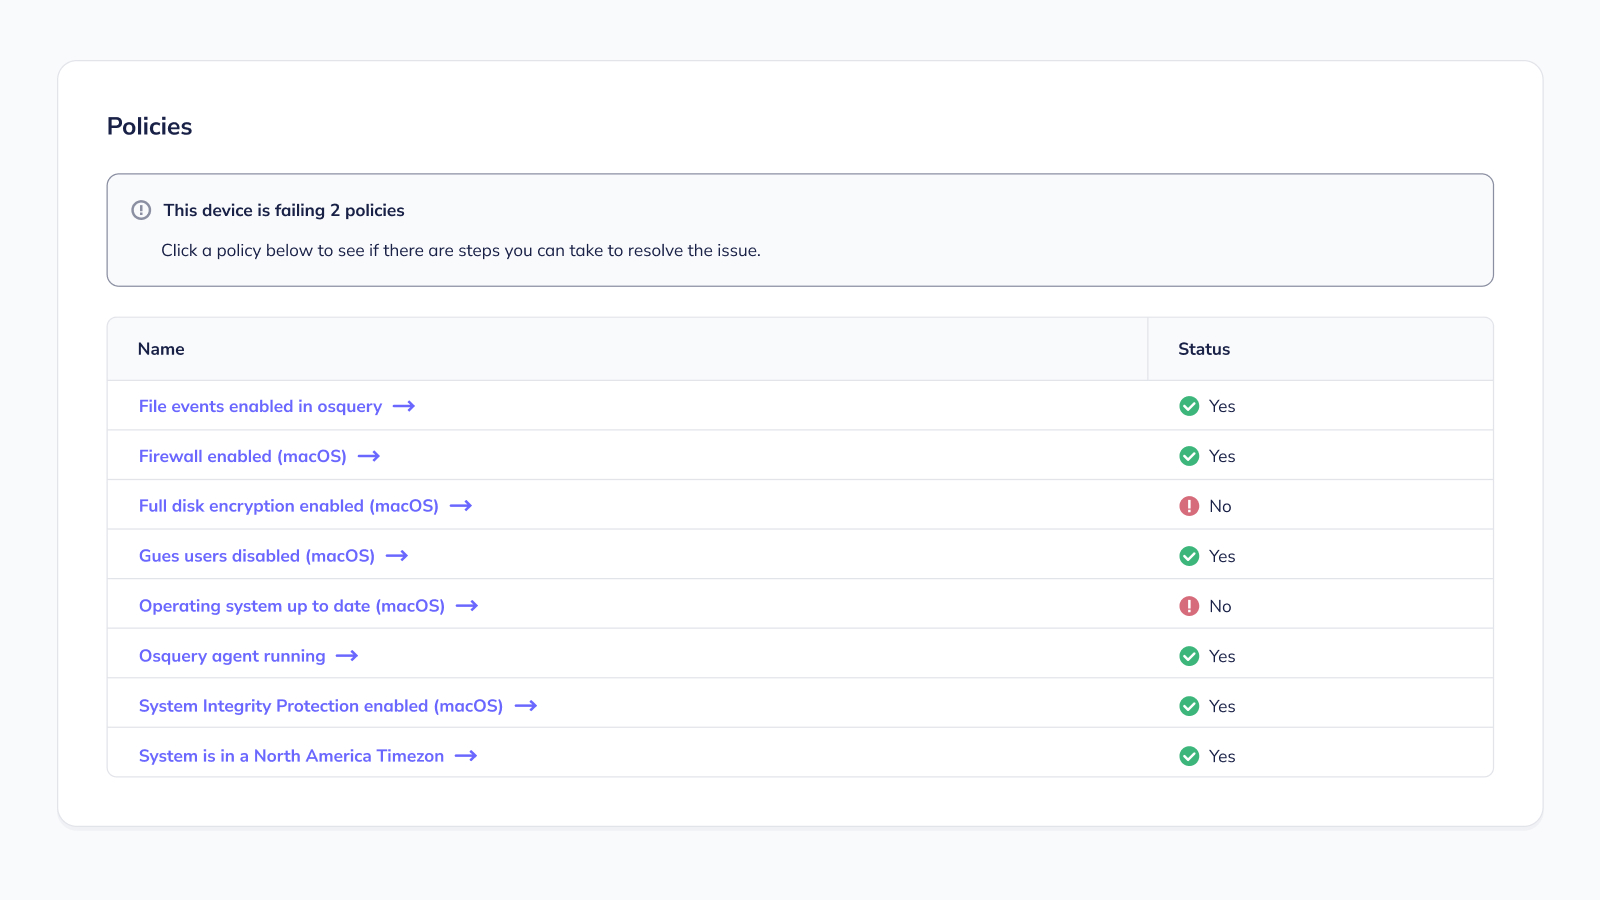 Policies
This device is failing 2 policies
Click a policy below to see if there are steps you can take to resolve the issue.
Name Status
File events enabled in osquery → Yes
Firewall enabled (macOS) → Yes
Full disk encryption enabled (macOS) → No
Gues users disabled (macOS) → Yes
Operating system up to date (macOS) → No
Osquery agent running → Yes
System Integrity Protection enabled (macOS) → Yes
System is in a North America Timezon → Yes